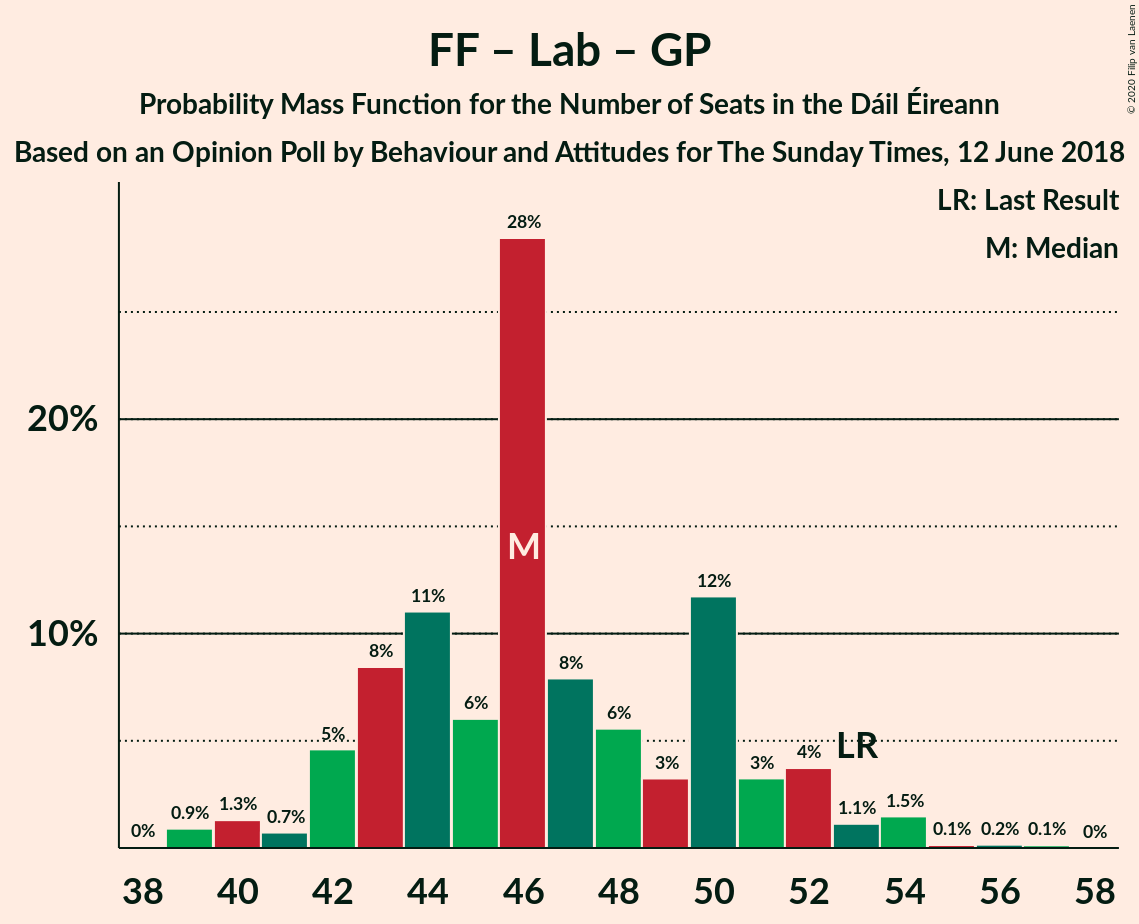 FF – Lab – GP
Probability Mass Function for the Number of Seats in the Dáil Éireann
Based on an Opinion Poll by Behaviour and Attitudes for The Sunday Times, 12 June 2018
© 2020 Filip van Laenen
LR: Last Result
M: Median
20%
10%
0%
0.9%
1.3%
0.7%
5%
8%
11%
6%
28%
8%
6%
3%
12%
3%
4%
1.1%
1.5%
0.1%
0.2%
0.1%
0%
M
LR
38 40 42 44 46 48 50 52 54 56 58